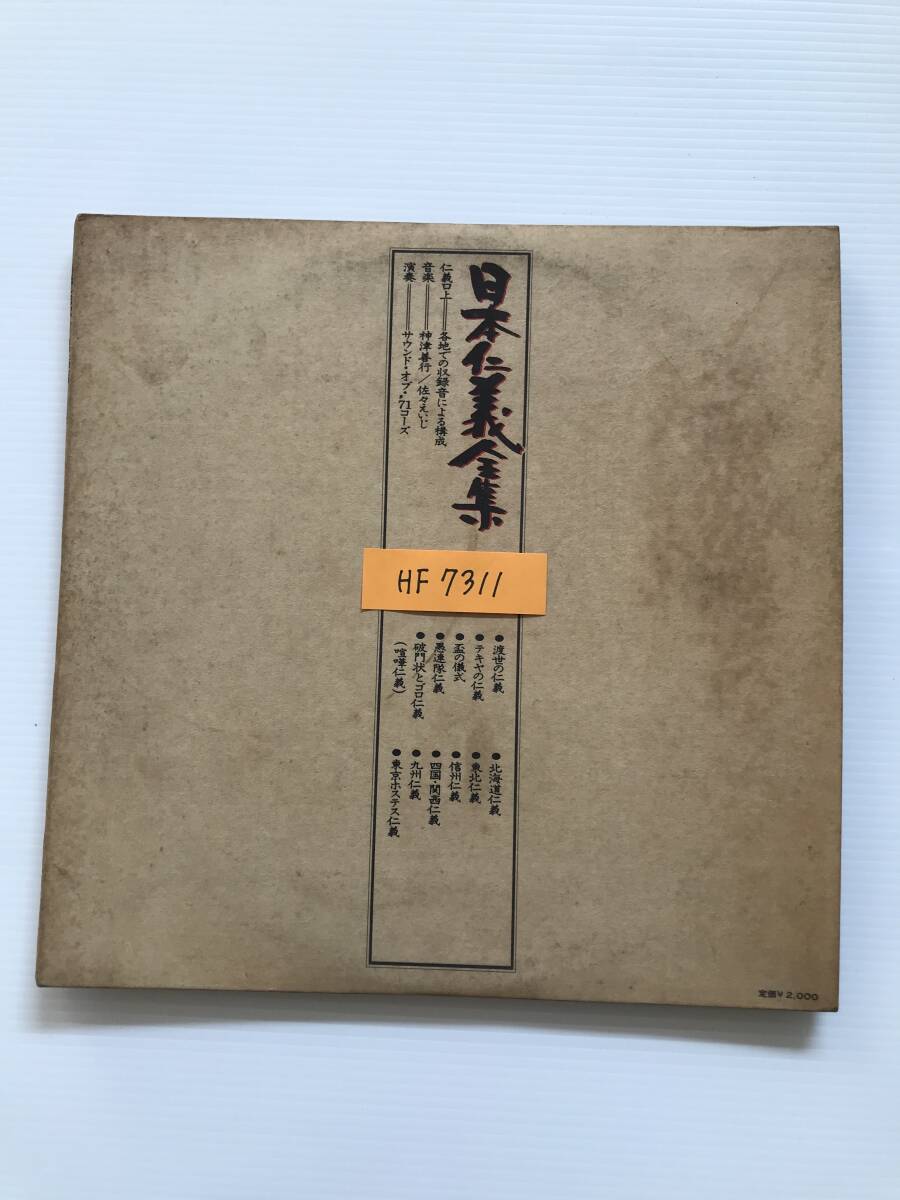 日本仁義全集
仁義口上══各地での収録音による構成
音楽══神津善行／佐々えいじ
演奏══サウンド・オブ・'71コーズ
HF 7311
●渡世の仁義
●テキヤの仁義
●盃の儀式
●愚連隊仁義
●破門状とゴロ仁義
（喧嘩仁義）
●北海道仁義
●東北仁義
●信州仁義
●四国・関西仁義
●九州仁義
●東京ホステス仁義
定価¥2,000